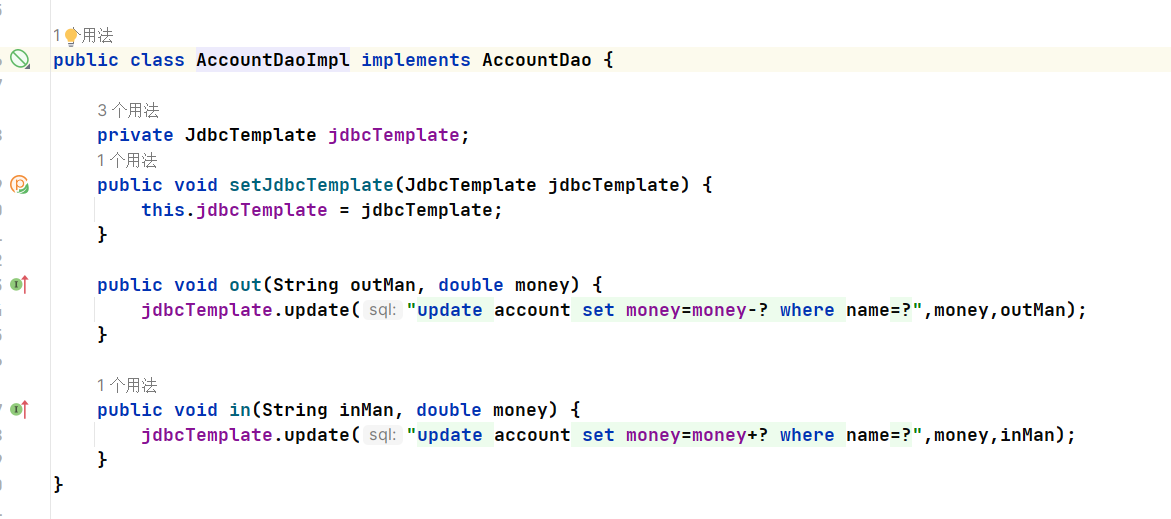 1个用法
public class AccountDaoImpl implements AccountDao {
3 个用法
private JdbcTemplate jdbcTemplate;
1 个用法
public void setJdbcTemplate(JdbcTemplate jdbcTemplate) {
this.jdbcTemplate = jdbcTemplate;
}
public void out(String outMan, double money) {
jdbcTemplate.update( sql: "update account set money=money-? where name=?",money,outMan);
}
1 个用法
public void in(String inMan, double money) {
jdbcTemplate.update( sql: "update account set money=money+? where name=?",money,inMan);
}
}